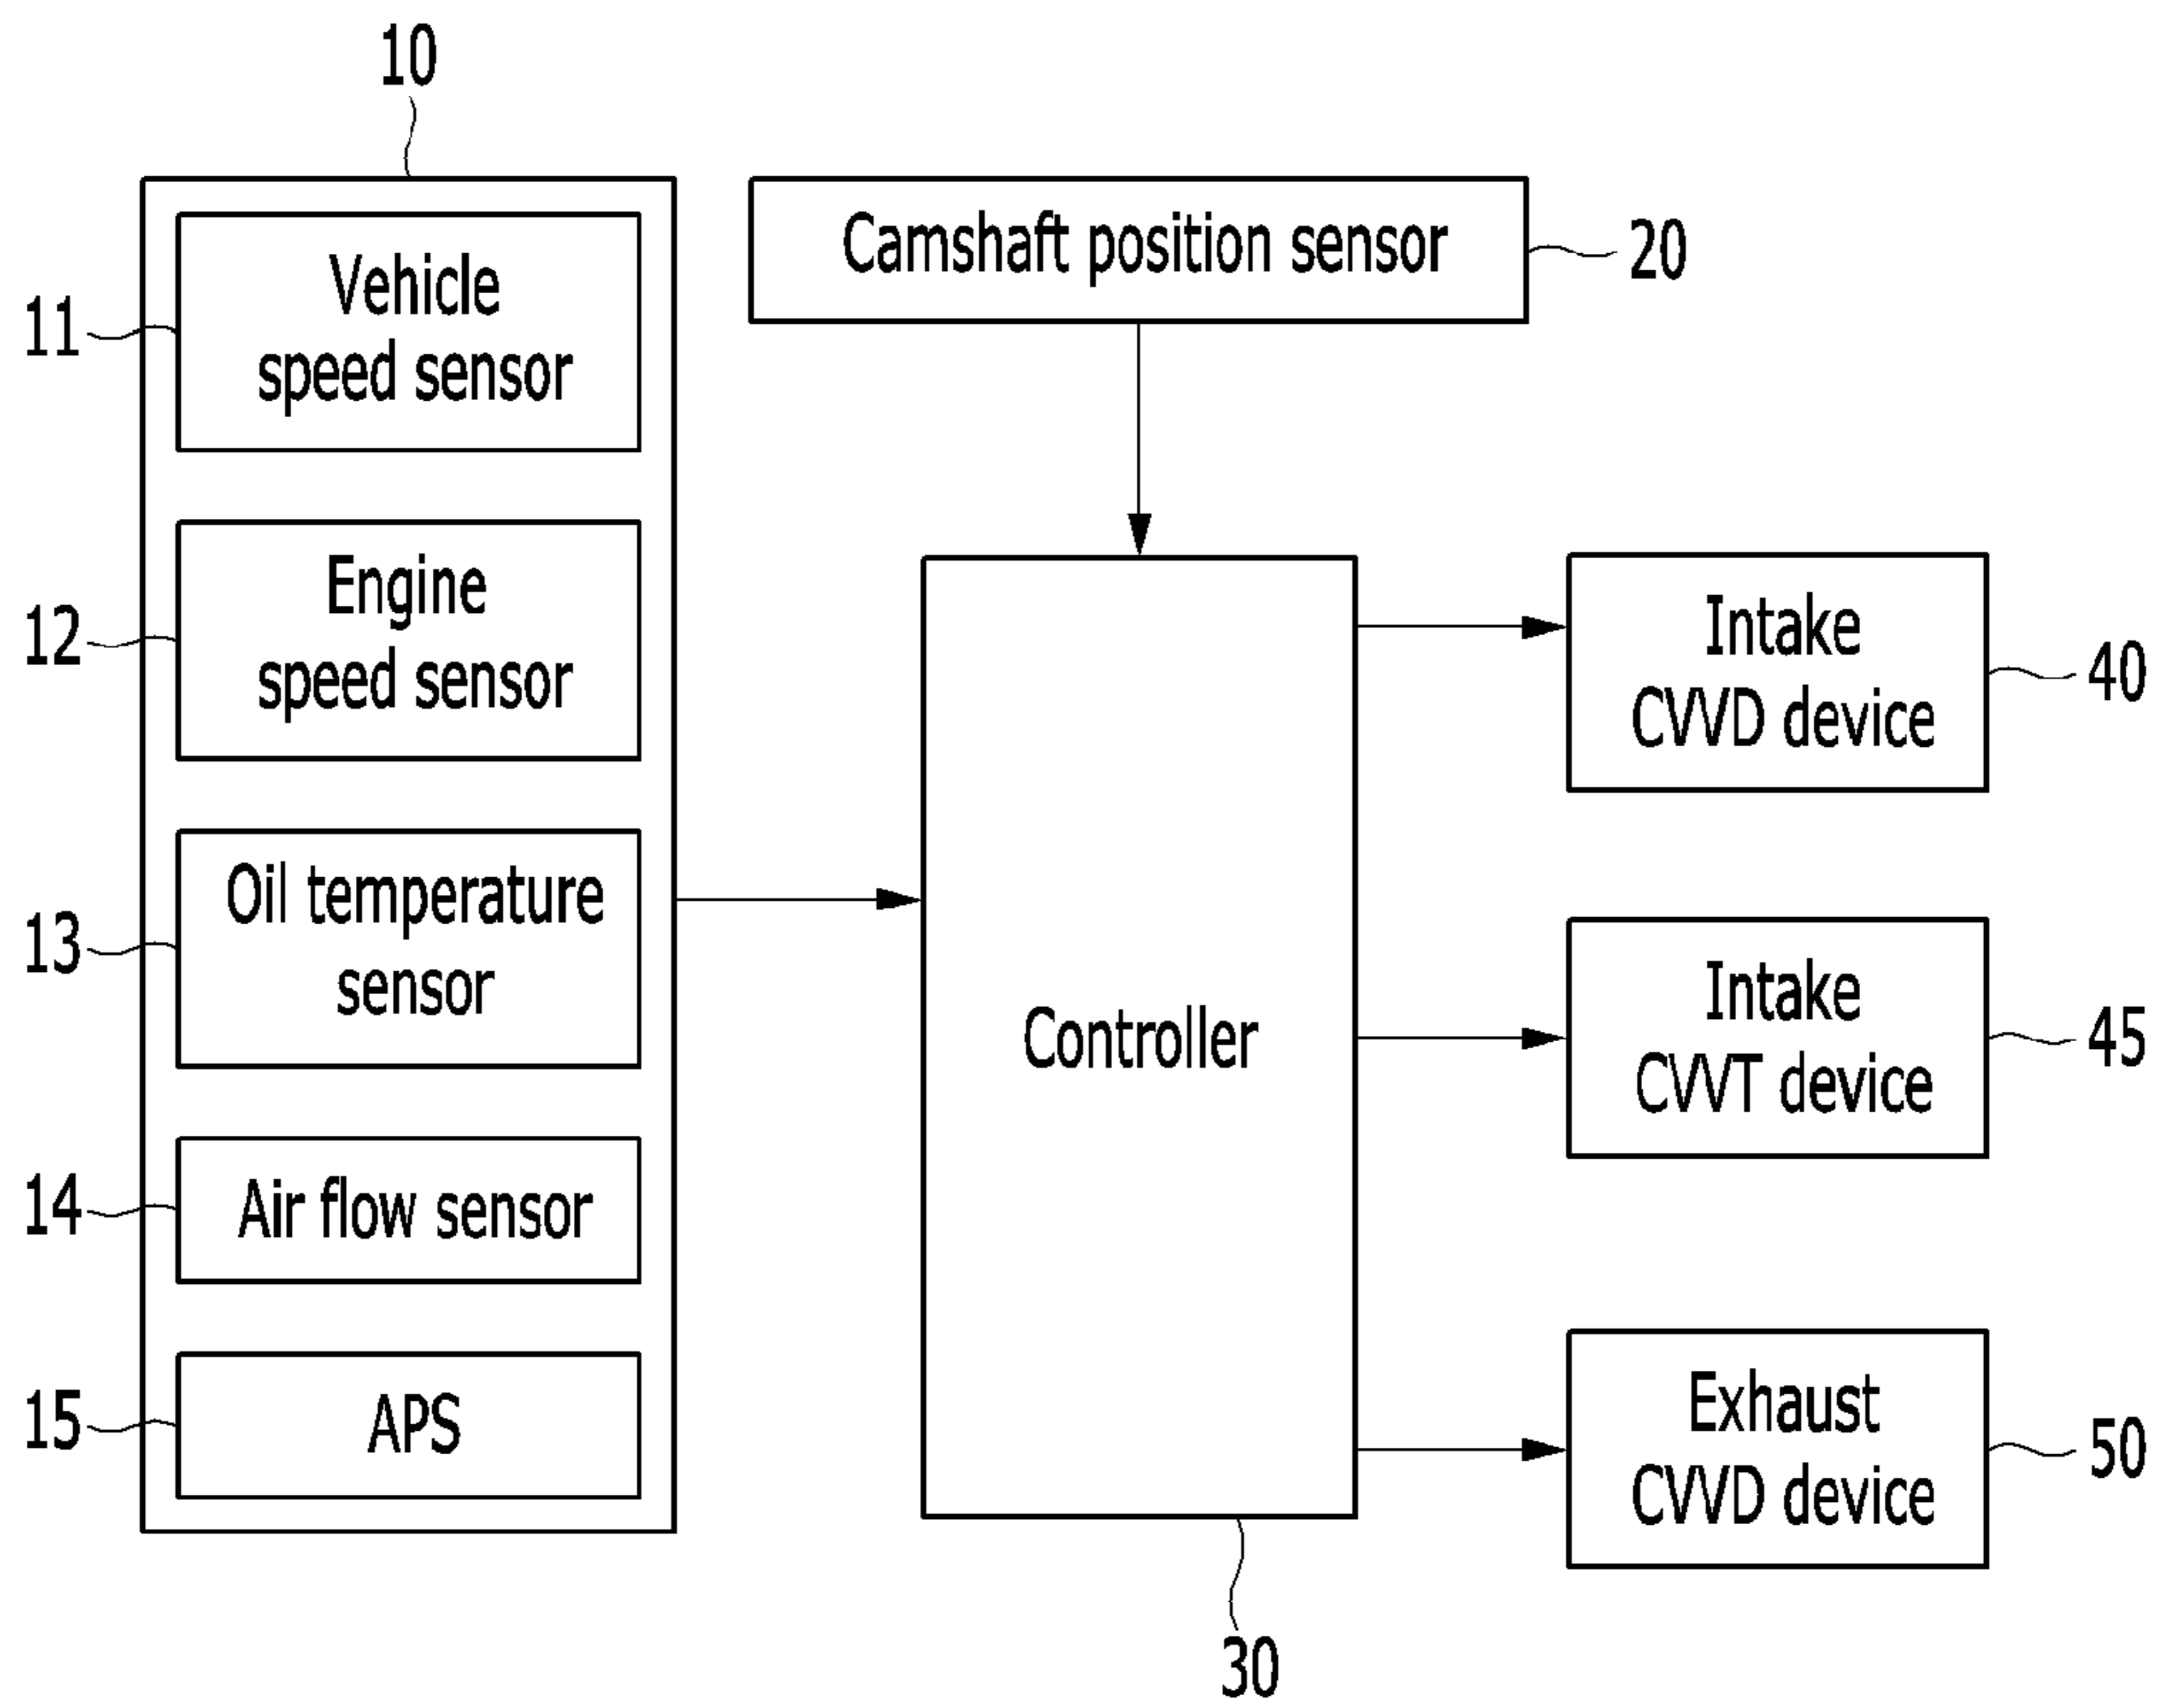 10
11
Vehicle
speed sensor
12
Engine
speed sensor
13
Oil temperature
sensor
14
Air flow sensor
15
APS
Camshaft position sensor
20
Controller
30
Intake
CVVD device
40
Intake
CVVT device
45
Exhaust
CVVD device
50